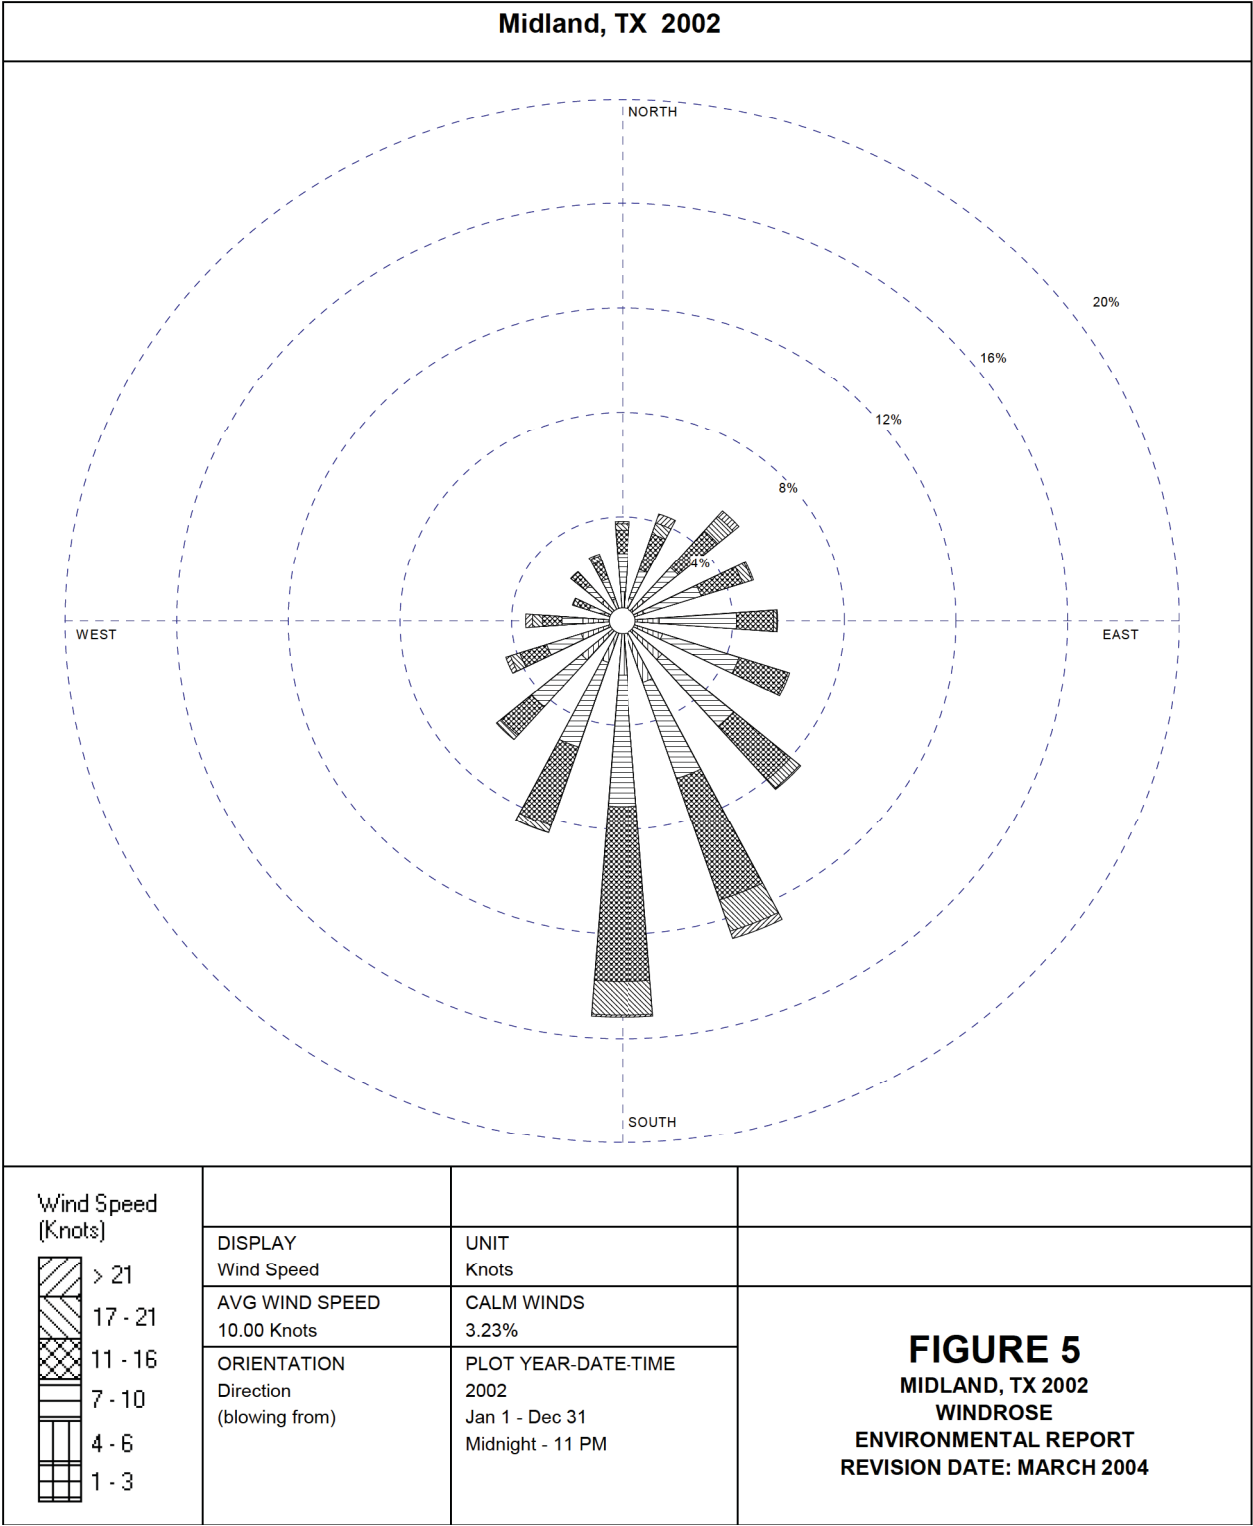 Midland, TX 2002
NORTH
20%
16%
12%
8%
4%
WEST
EAST
SOUTH
Wind Speed
(Knots)
> 21
17 - 21
11 - 16
7 - 10
4 - 6
1 - 3
DISPLAY
Wind Speed
UNIT
Knots
AVG WIND SPEED
10.00 Knots
CALM WINDS
3.23%
ORIENTATION
Direction
(blowing from)
PLOT YEAR-DATE-TIME
2002
Jan 1 - Dec 31
Midnight - 11 PM
FIGURE 5
MIDLAND, TX 2002
WINDROSE
ENVIRONMENTAL REPORT
REVISION DATE: MARCH 2004